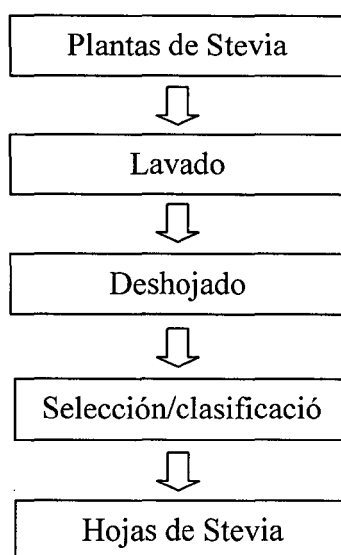 Plantas de Stevia
Lavado
Deshojado
Selección/clasificació
Hojas de Stevia